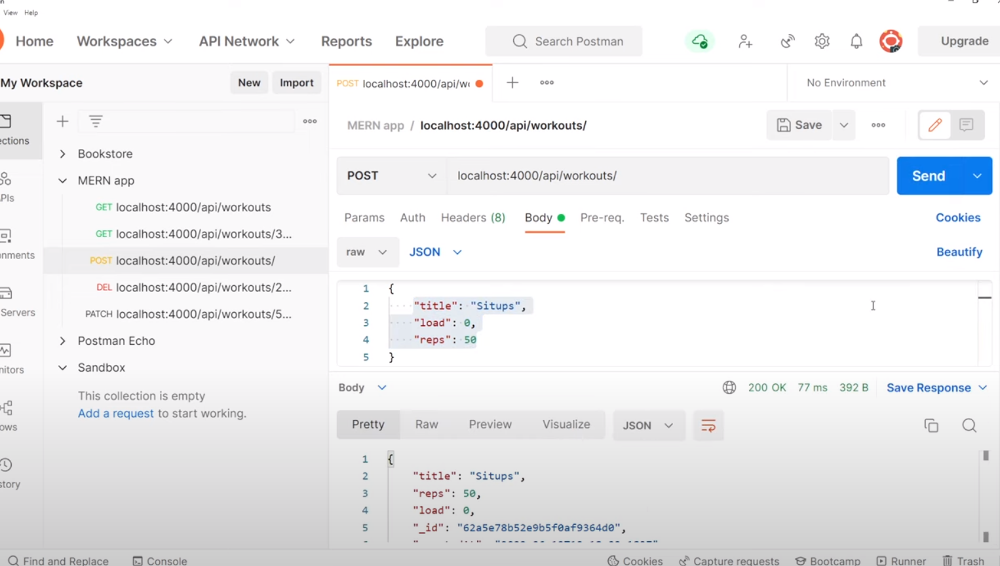 View Help
Home Workspaces API Network Reports Explore Search Postman Upgrade
My Workspace New Import
POST localhost:4000/api/w
No Environment
MERN app / localhost:4000/api/workouts/ Save
POST localhost:4000/api/workouts/ Send
Params Auth Headers (8) Body Pre-req. Tests Settings Cookies
raw JSON Beautify
1 {
2 "title": "Situps",
3 "load": 0,
4 "reps": 50
5 }
Body 200 OK 77 ms 392 B Save Response
Pretty Raw Preview Visualize JSON
1 {
2 "title": "Situps",
3 "reps": 50,
4 "load": 0,
5 "_id": "62a5e78b52e9b5f0af9364d0",
ections
PIs
nments
Servers
nitors
ows
story
Bookstore
MERN app
GET localhost:4000/api/workouts
GET localhost:4000/api/workouts/3...
POST localhost:4000/api/workouts/
DEL localhost:4000/api/workouts/2...
PATCH localhost:4000/api/workouts/5...
Postman Echo
Sandbox
This collection is empty
Add a request to start working.
Find and Replace Console Cookies Capture requests Bootcamp Runner Trash